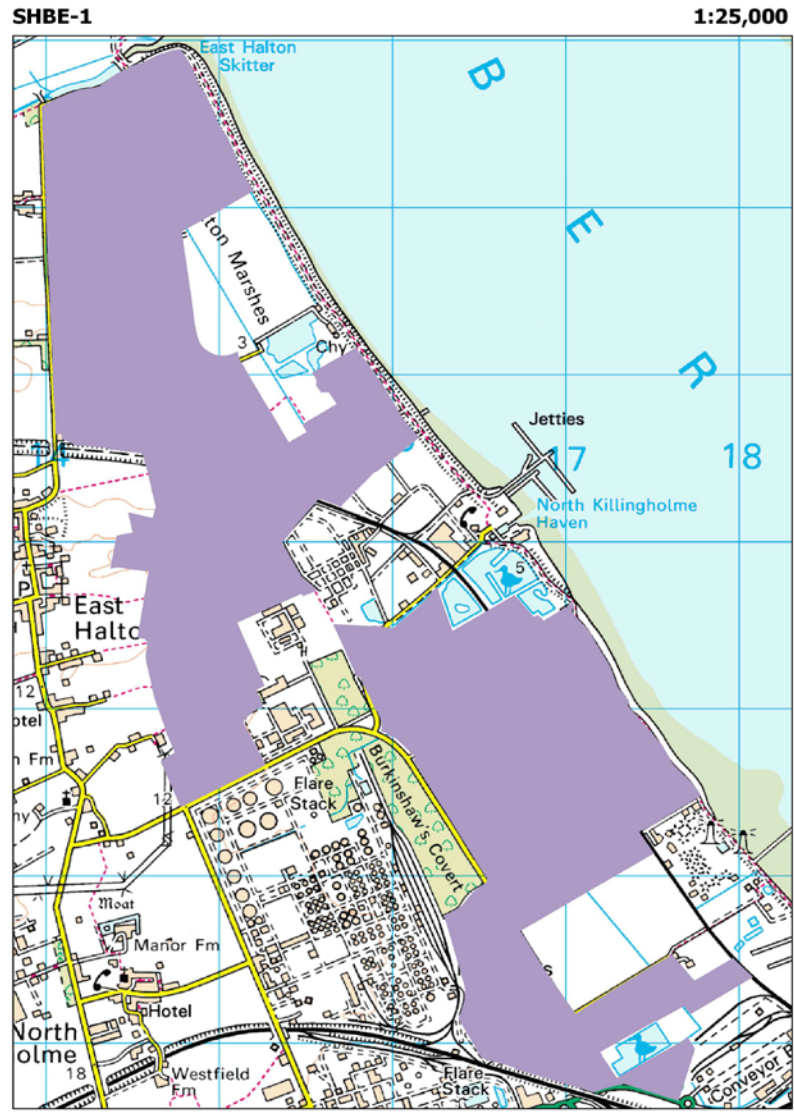 SHBE-1 1:25,000
East Halton
Skitter
B
E
R
ton Marshes
3
Chy
Jetties
17
18
North Killingholme
Haven
5
P
East
Halto
12
otel
n Fm
12
Flare
Stack
Burkinshaw's Covert
Moat
Manor Fm
Hotel
North
olme
18
Westfield
Fm
Flare
Stack
s
Conveyor